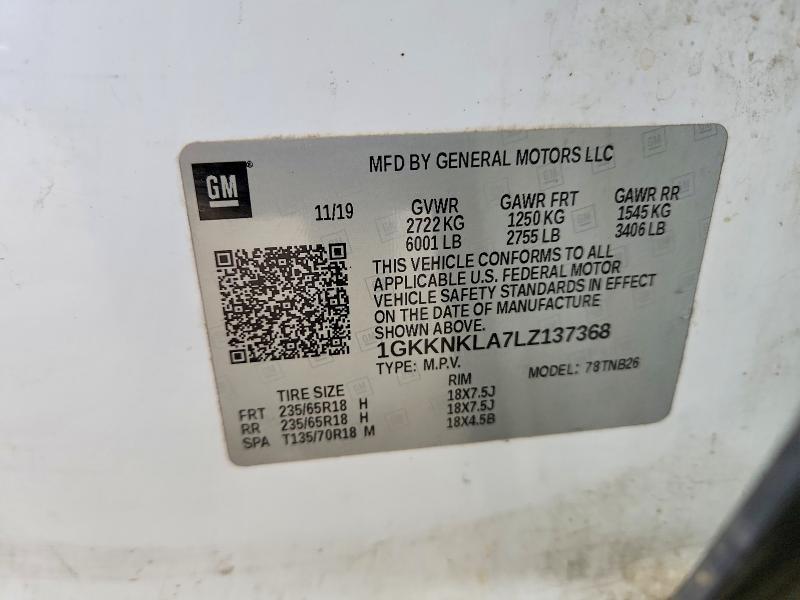 MFD BY GENERAL MOTORS LLC
GM®
11/19 GVWR GAWR FRT GAWR RR
2722 KG 1250 KG 1545 KG
6001 LB 2755 LB 3406 LB
THIS VEHICLE CONFORMS TO ALL
APPLICABLE U.S. FEDERAL MOTOR
VEHICLE SAFETY STANDARDS IN EFFECT
ON THE DATE OF MANUFACTURE
SHOWN ABOVE.
1GKKNKLA7LZ137368
TYPE: M.P.V. MODEL: 78TNB26
TIRE SIZE RIM
FRT 235/65R18 H 18X7.5J
RR 235/65R18 H 18X7.5J
SPA T135/70R18 M 18X4.5B